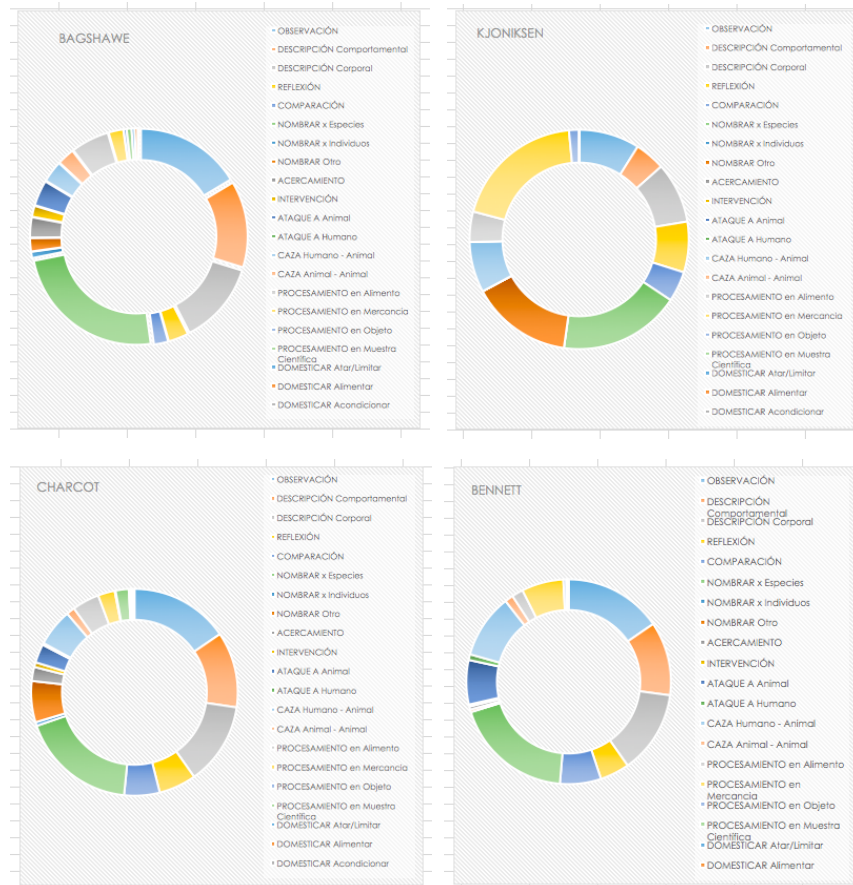 BAGSHAWE
OBSERVACIÓN
DESCRIPCIÓN Comportamental
DESCRIPCIÓN Corporal
REFLEXIÓN
COMPARACIÓN
NOMBRAR x Especies
NOMBRAR x Individuos
NOMBRAR Otro
ACERCAMIENTO
INTERVENCIÓN
ATAQUE A Animal
ATAQUE A Humano
CAZA Humano - Animal
CAZA Animal - Animal
PROCESAMIENTO en Alimento
PROCESAMIENTO en Mercancia
PROCESAMIENTO en Objeto
PROCESAMIENTO en Muestra
Científica
DOMESTICAR Atar/Limitar
DOMESTICAR Alimentar
DOMESTICAR Acondicionar
KJONIKSEN
OBSERVACIÓN
DESCRIPCIÓN Comportamental
DESCRIPCIÓN Corporal
REFLEXIÓN
COMPARACIÓN
NOMBRAR x Especies
NOMBRAR x Individuos
NOMBRAR Otro
ACERCAMIENTO
INTERVENCIÓN
ATAQUE A Animal
ATAQUE A Humano
CAZA Humano - Animal
CAZA Animal - Animal
PROCESAMIENTO en Alimento
PROCESAMIENTO en Mercancia
PROCESAMIENTO en Objeto
PROCESAMIENTO en Muestra
Científica
DOMESTICAR Atar/Limitar
DOMESTICAR Alimentar
DOMESTICAR Acondicionar
CHARCOT
OBSERVACIÓN
DESCRIPCIÓN Comportamental
DESCRIPCIÓN Corporal
REFLEXIÓN
COMPARACIÓN
NOMBRAR x Especies
NOMBRAR x Individuos
NOMBRAR Otro
ACERCAMIENTO
INTERVENCIÓN
ATAQUE A Animal
ATAQUE A Humano
CAZA Humano - Animal
CAZA Animal - Animal
PROCESAMIENTO en Alimento
PROCESAMIENTO en Mercancia
PROCESAMIENTO en Objeto
PROCESAMIENTO en Muestra
Científica
DOMESTICAR Atar/Limitar
DOMESTICAR Alimentar
DOMESTICAR Acondicionar
BENNETT
OBSERVACIÓN
DESCRIPCIÓN
Comportamental
DESCRIPCIÓN Corporal
REFLEXIÓN
COMPARACIÓN
NOMBRAR x Especies
NOMBRAR x Individuos
NOMBRAR Otro
ACERCAMIENTO
INTERVENCIÓN
ATAQUE A Animal
ATAQUE A Humano
CAZA Humano - Animal
CAZA Animal - Animal
PROCESAMIENTO en Alimento
PROCESAMIENTO en
Mercancia
PROCESAMIENTO en Objeto
PROCESAMIENTO en Muestra
Científica
DOMESTICAR Atar/Limitar
DOMESTICAR Alimentar